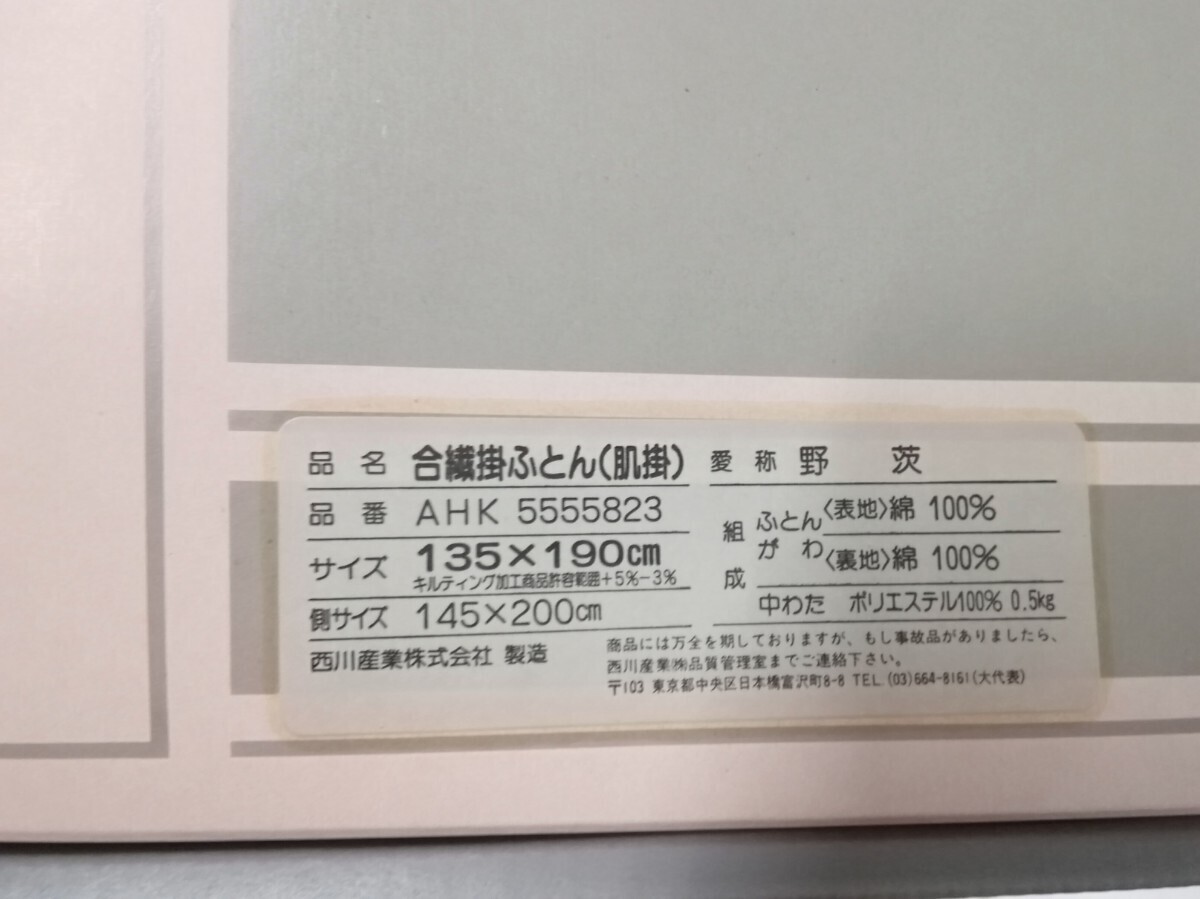 品名 合繊掛ふとん(肌掛)
品番 AHK 5555823
サイズ 135×190cm
キルティング加工商品許容範囲+5%-3%
側サイズ 145×200cm
西川産業株式会社 製造
愛称 野茨
組成 ふとんがわ 〈表地〉綿 100%
〈裏地〉綿 100%
中わた ポリエステル100% 0.5kg
商品には万全を期しておりますが、もし事故品がありましたら、
西川産業㈱品質管理室までご連絡下さい。
〒103 東京都中央区日本橋富沢町8-8 TEL.(03)664-8161(大代表)